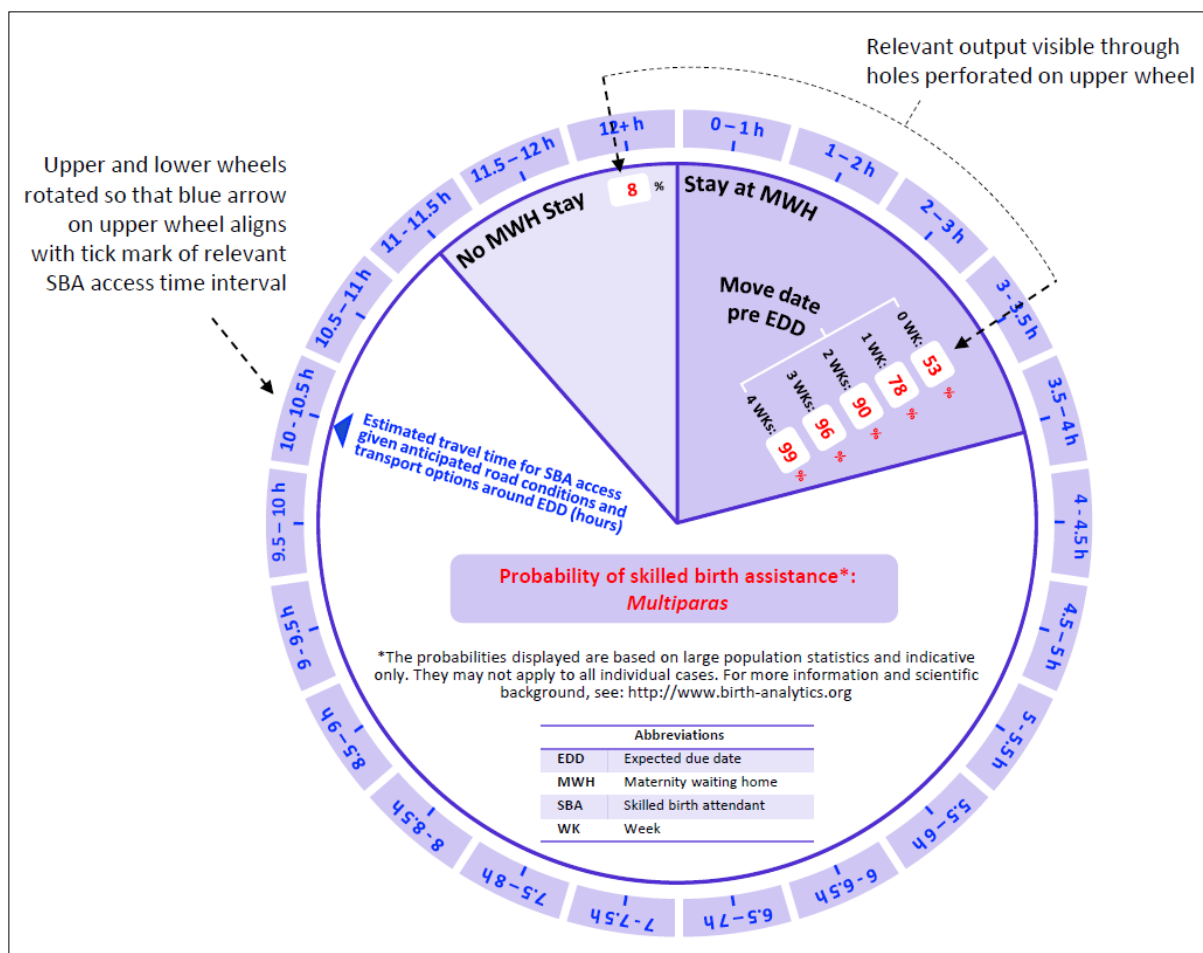 Relevant output visible through
holes perforated on upper wheel
Upper and lower wheels
rotated so that blue arrow
on upper wheel aligns
with tick mark of relevant
SBA access time interval
12+ h
0 – 1 h
1 – 2 h
2 – 3 h
3 - 3.5 h
3.5 – 4 h
4 - 4.5 h
4.5 – 5 h
5 - 5.5 h
5.5 – 6 h
6 - 6.5 h
6.5 – 7 h
7 - 7.5 h
7.5 – 8 h
8 - 8.5 h
8.5 – 9 h
9 - 9.5 h
9.5 – 10 h
10 - 10.5 h
10.5 – 11 h
11 - 11.5 h
11.5 – 12 h
No MWH Stay
8 %
Stay at MWH
Move date
pre EDD
0 WK: 53 %
1 WK: 78 %
2 WKs: 90 %
3 WKs: 96 %
4 WKs: 99 %
Estimated travel time for SBA access
given anticipated road conditions and
transport options around EDD (hours)
Probability of skilled birth assistance*:
Multiparas
*The probabilities displayed are based on large population statistics and indicative
only. They may not apply to all individual cases. For more information and scientific
background, see: http://www.birth-analytics.org
Abbreviations
EDD Expected due date
MWH Maternity waiting home
SBA Skilled birth attendant
WK Week